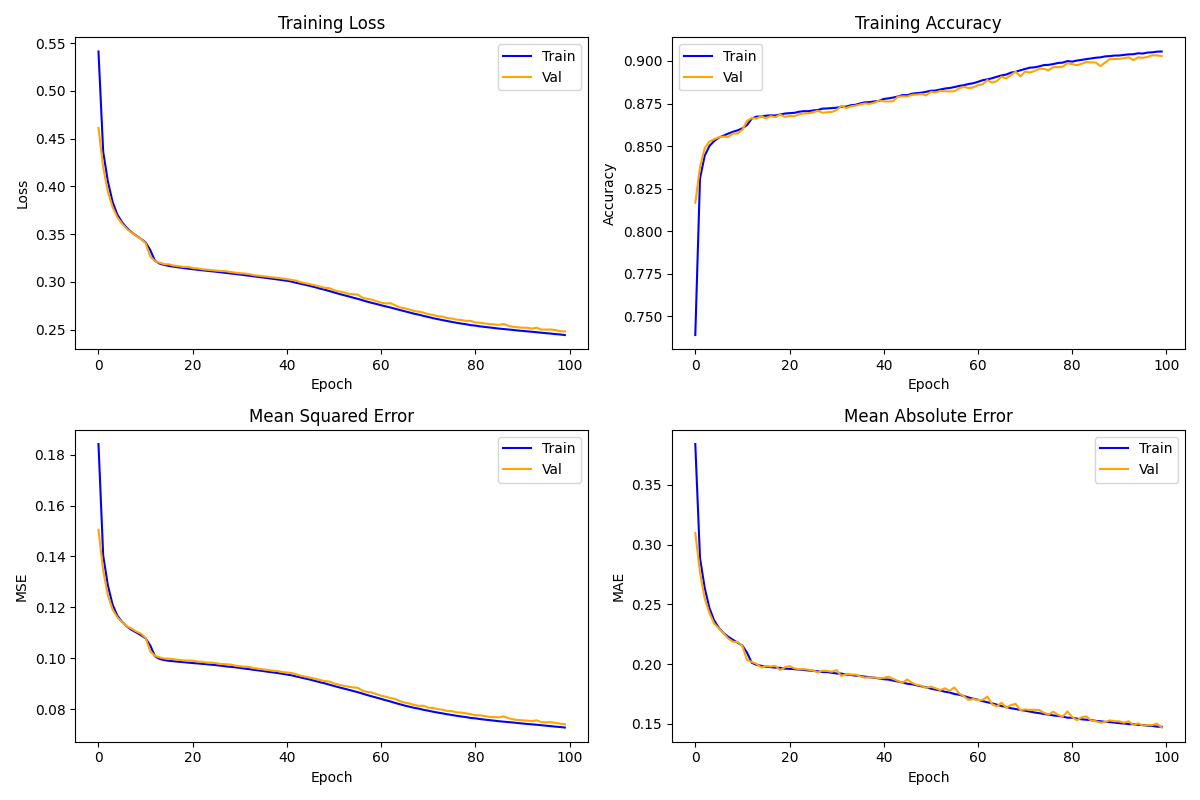 Training Loss
Loss
0.55
0.50
0.45
0.40
0.35
0.30
0.25
Train
Val
0 20 40 60 80 100
Epoch
Training Accuracy
Accuracy
0.900
0.875
0.850
0.825
0.800
0.775
0.750
Train
Val
0 20 40 60 80 100
Epoch
Mean Squared Error
MSE
0.18
0.16
0.14
0.12
0.10
0.08
Train
Val
0 20 40 60 80 100
Epoch
Mean Absolute Error
MAE
0.35
0.30
0.25
0.20
0.15
Train
Val
0 20 40 60 80 100
Epoch